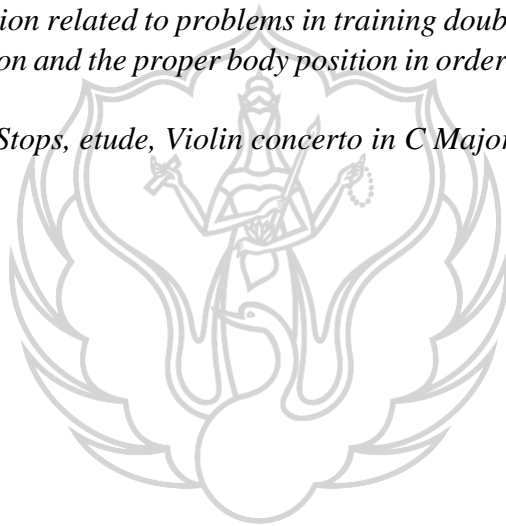 tion related to problems in training doub
on and the proper body position in order
Stops, etude, Violin concerto in C Major